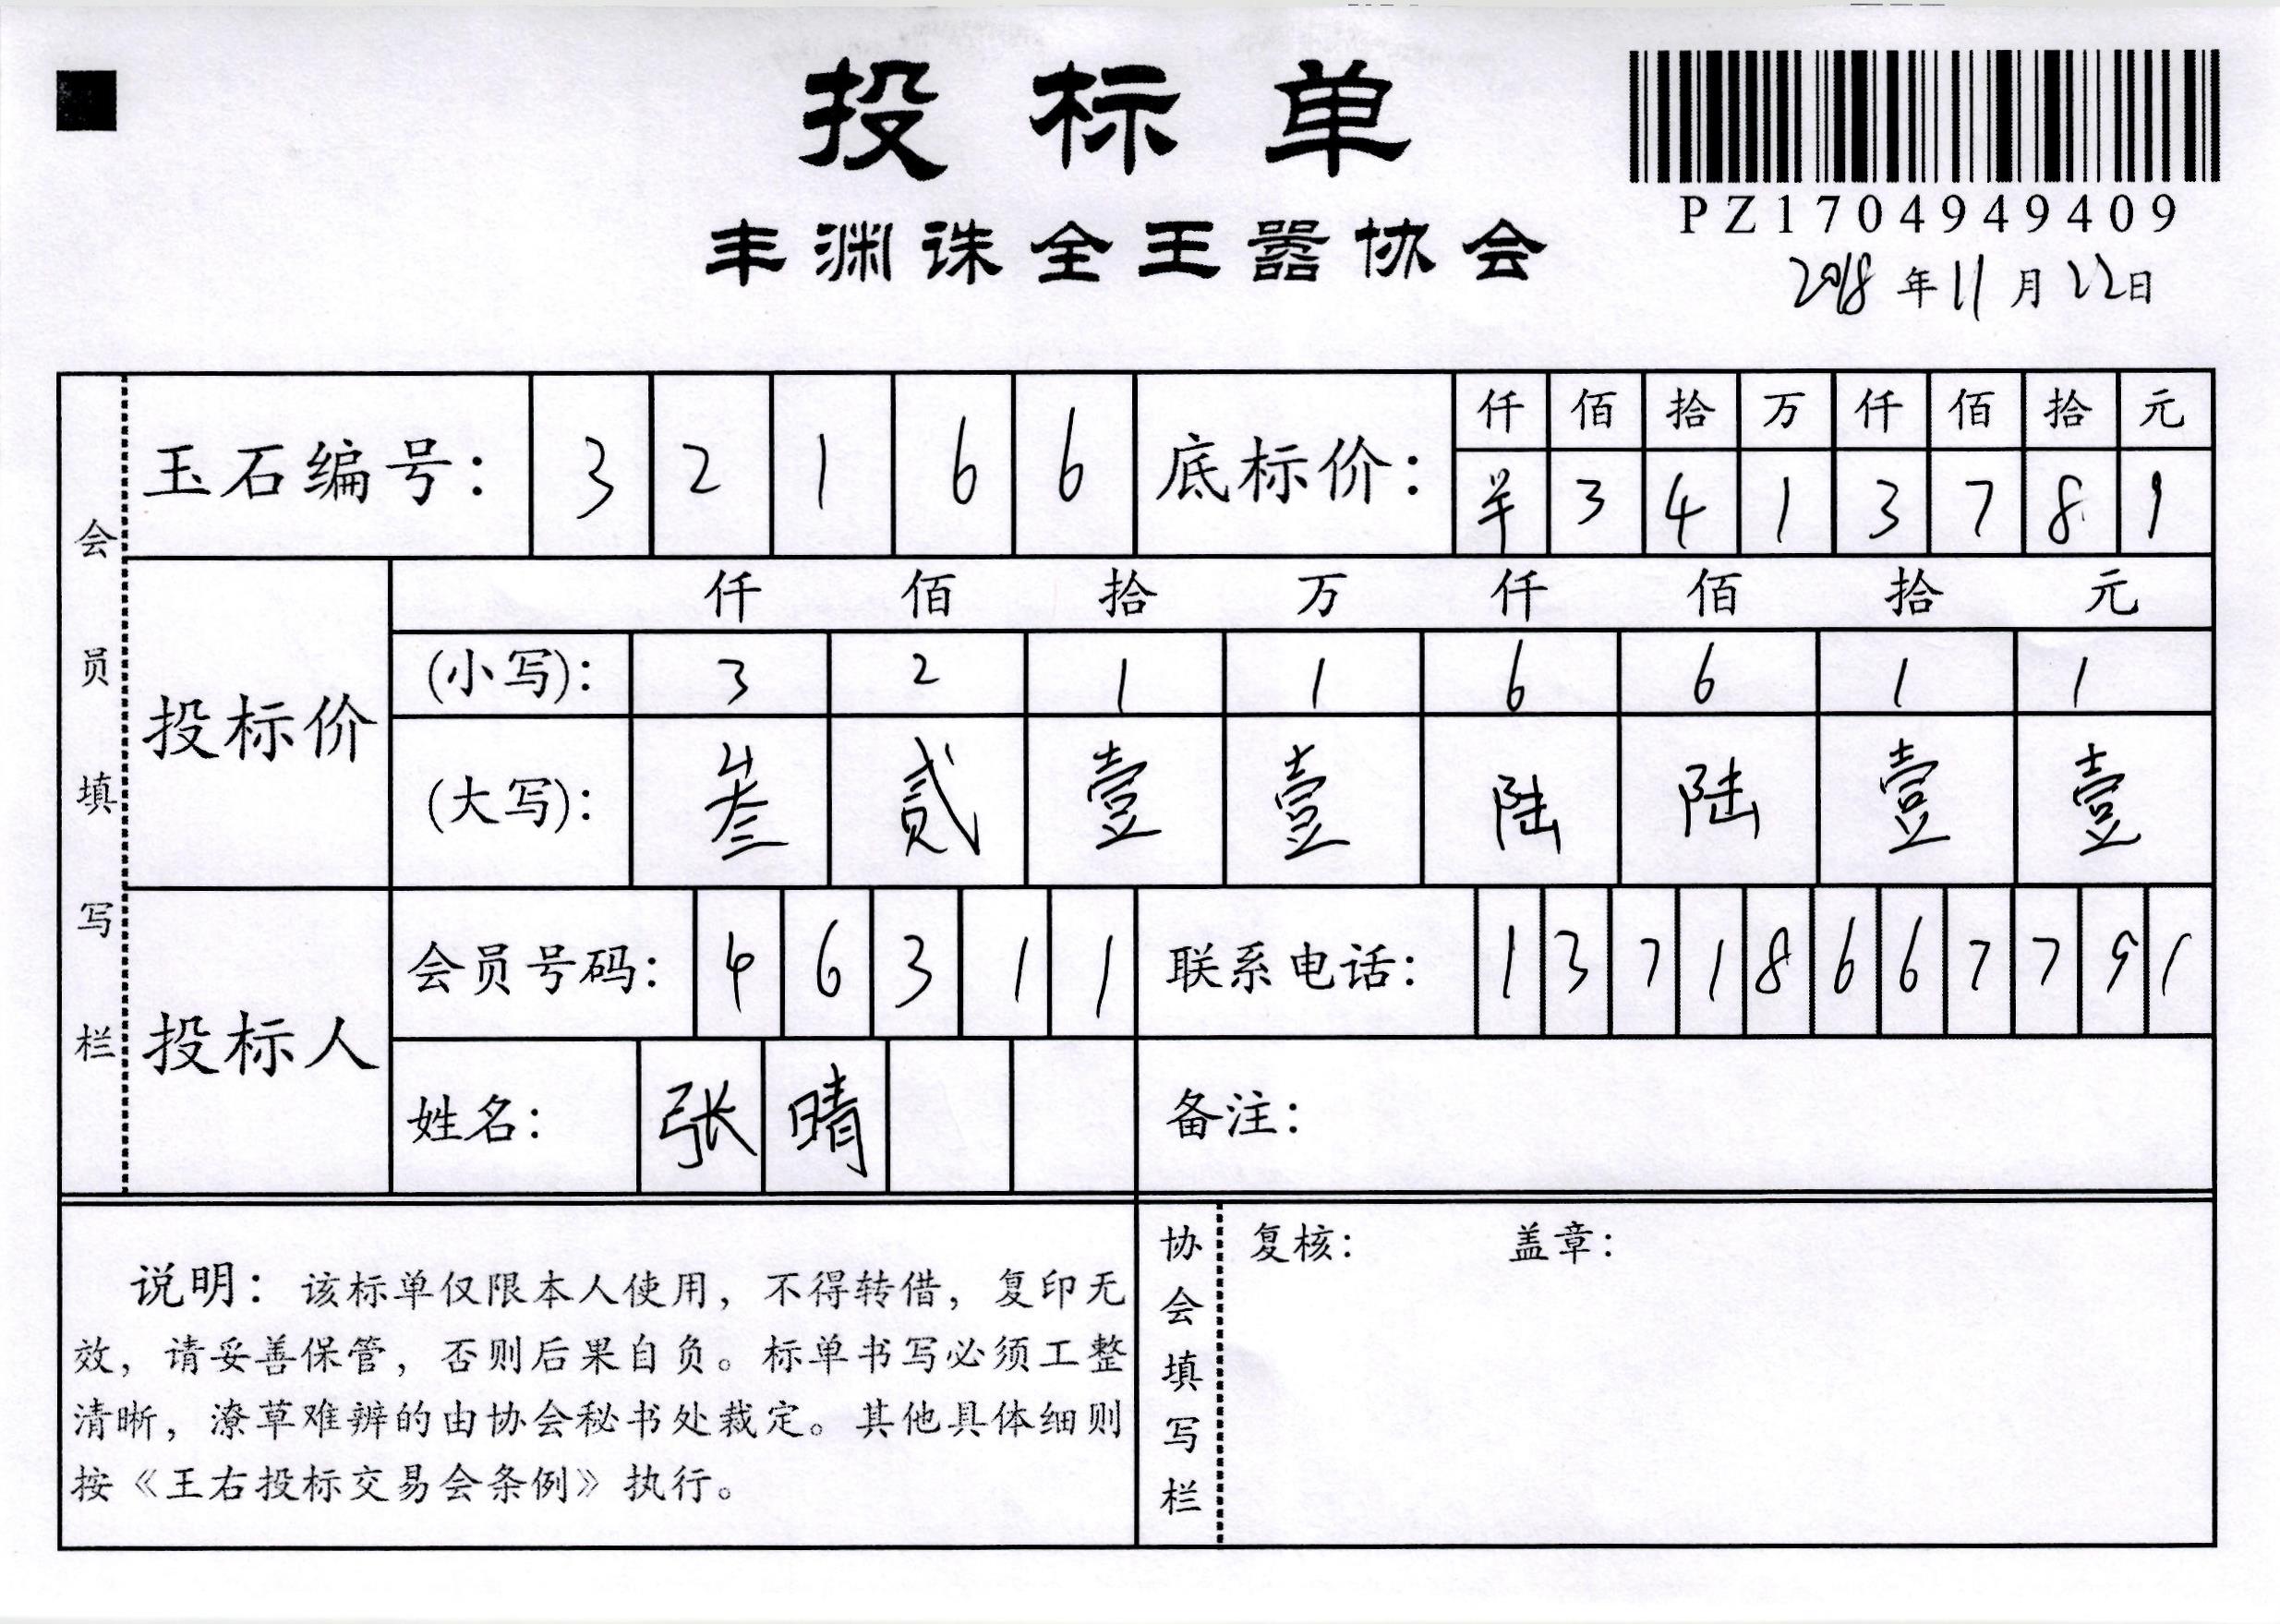 投标单
丰渊诛全王嚣协会
PZ1704949409
2018年11月22日
会员填写栏
玉石编号: 3 2 1 6 6 底标价: 仟 佰 拾 万 仟 佰 拾 元
3 4 1 3 7 8 9
投标价
仟 佰 拾 万 仟 佰 拾 元
(小写): 3 2 1 1 6 6 1 1
(大写): 叁 贰 壹 壹 陆 陆 壹 壹
投标人
会员号码: 4 6 3 1 1 联系电话: 1 3 7 1 8 6 6 7 7 9 1
姓名: 张 晴 备注:
说明: 该标单仅限本人使用, 不得转借, 复印无
效, 请妥善保管, 否则后果自负。标单书写必须工整
清晰, 潦草难辨的由协会秘书处裁定。其他具体细则
按《王右投标交易会条例》执行。
协会填写栏
复核: 盖章: